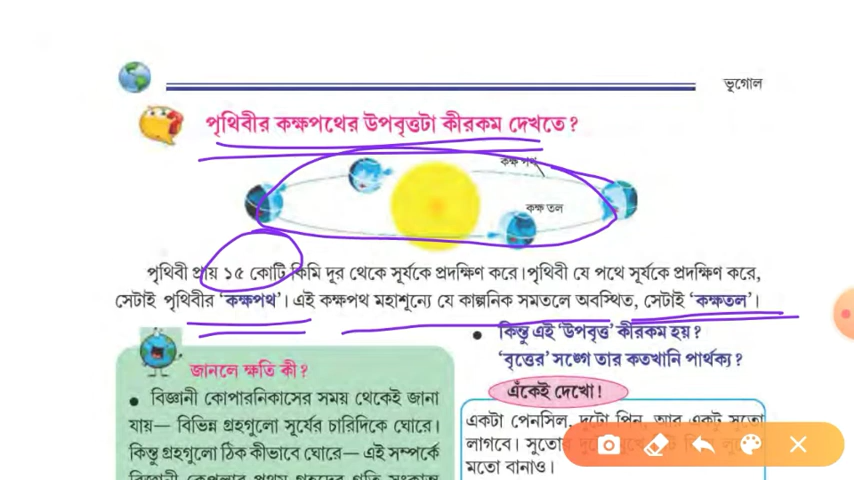 ভূগোল
পৃথিবীর কক্ষপথের উপবৃত্তটা কীরকম দেখতে?
কক্ষপথ
কক্ষ তল
পৃথিবী প্রায় ১৫ কোটি কিমি দূর থেকে সূর্যকে প্রদক্ষিণ করে। পৃথিবী যে পথে সূর্যকে প্রদক্ষিণ করে,
সেটাই পৃথিবীর ‘কক্ষপথ’। এই কক্ষপথ মহাশূন্যে যে কাল্পনিক সমতলে অবস্থিত, সেটাই ‘কক্ষতল’।
জানলে ক্ষতি কী?
● বিজ্ঞানী কোপারনিকাসের সময় থেকেই জানা
যায়— বিভিন্ন গ্রহগুলো সূর্যের চারিদিকে ঘোরে।
কিন্তু গ্রহগুলো ঠিক কীভাবে ঘোরে— এই সম্পর্কে
● কিন্তু এই ‘উপবৃত্ত’ কীরকম হয়?
‘বৃত্তের’ সঙ্গে তার কতখানি পার্থক্য?
এঁকেই দেখো!
একটা পেনসিল, দুটো পিন, আর একটু সুতো
লাগবে। সুতোর
মতো বানাও।